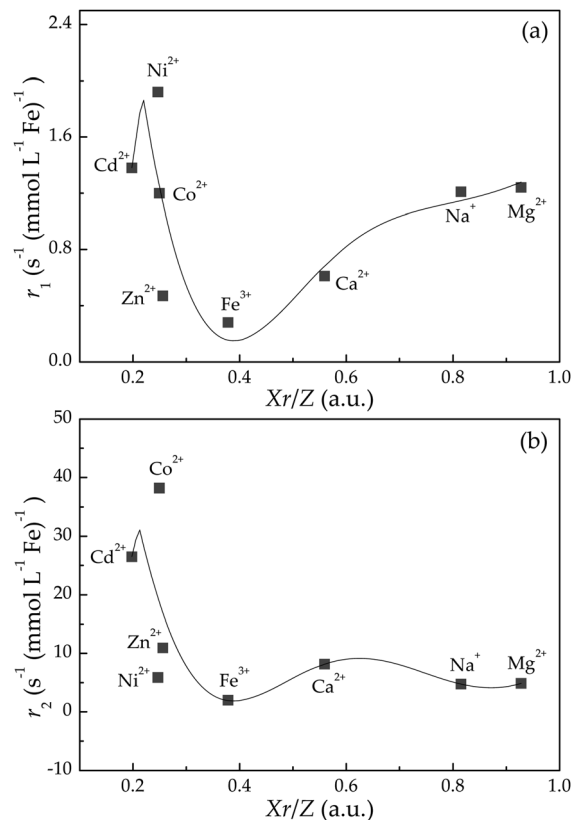 (a)
2.4
1.8
1.2
0.6
0.0
r₁ (s⁻¹ (mmol L⁻¹ Fe)⁻¹
Ni²⁺
Cd²⁺
Co²⁺
Zn²⁺
Fe³⁺
Ca²⁺
Na⁺
Mg²⁺
0.2 0.4 0.6 0.8 1.0
Xr/Z (a.u.)
(b)
50
40
30
20
10
0
-10
r₂ (s⁻¹ (mmol L⁻¹ Fe)⁻¹
Co²⁺
Cd²⁺
Zn²⁺
Ni²⁺
Fe³⁺
Ca²⁺
Na⁺
Mg²⁺
0.2 0.4 0.6 0.8 1.0
Xr/Z (a.u.)